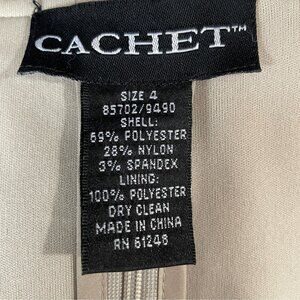 CACHET™
SIZE 4
85702/9490
SHELL:
69% POLYESTER
28% NYLON
3% SPANDEX
LINING:
100% POLYESTER
DRY CLEAN
MADE IN CHINA
RN 61248